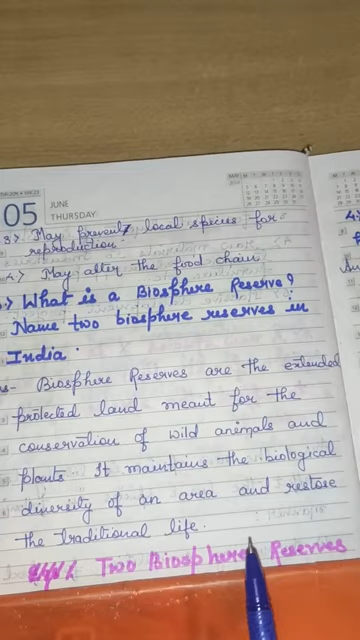 05
JUNE
THURSDAY
3.> May prevent local species for
reproduction.
4.> May alter the food chain.
What is a Biosphere Reserve?
Name two biosphere reserves in
India.
Biosphere Reserves are the extended
protected land meant for the
conservation of wild animals and
plants. It maintains the biological
diversity of an area and restore
the traditional life.
Two Biosphere Reserves